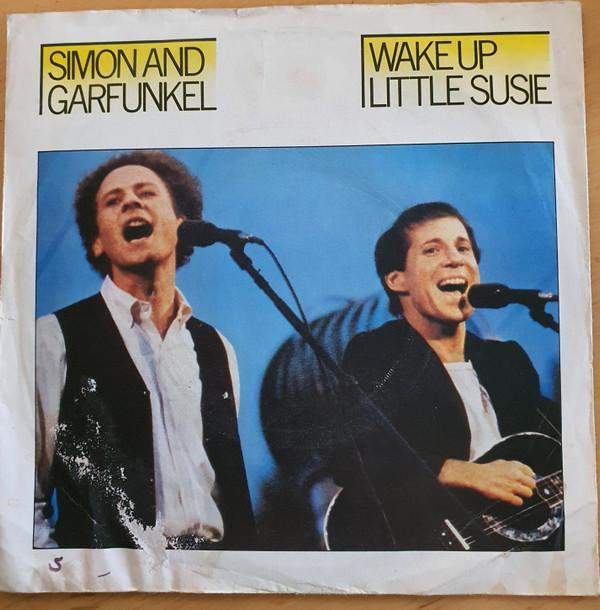 SIMON AND
GARFUNKEL
WAKE UP
LITTLE SUSIE
5